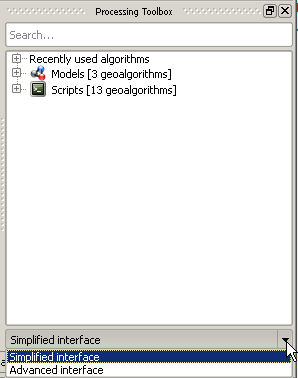 Processing Toolbox
Search...
Recently used algorithms
Models [3 geoalgorithms]
Scripts [13 geoalgorithms]
Simplified interface
Simplified interface
Advanced interface